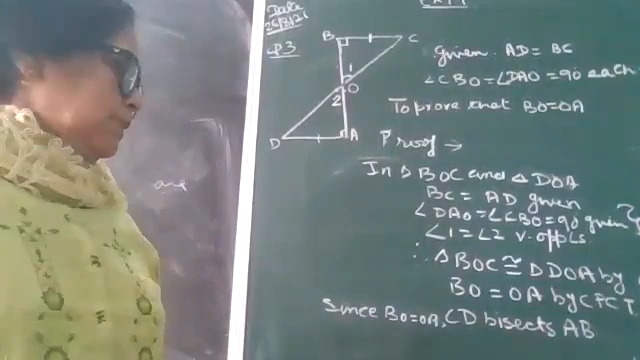 Date
26/7/21
Q3
B
C
1
O
2
D
A
Given. AD = BC
∠CBO = ∠DAO = 90 each
To prove that BO = OA
Proof →
In Δ BOC and Δ DOA
BC = AD given
∠DAO = ∠CBO = 90 given
∠1 = ∠2 v. opp ∠s
∴ Δ BOC ≅ Δ DOA by
BO = OA by CPCT
Since BO = OA, CD bisects AB
are